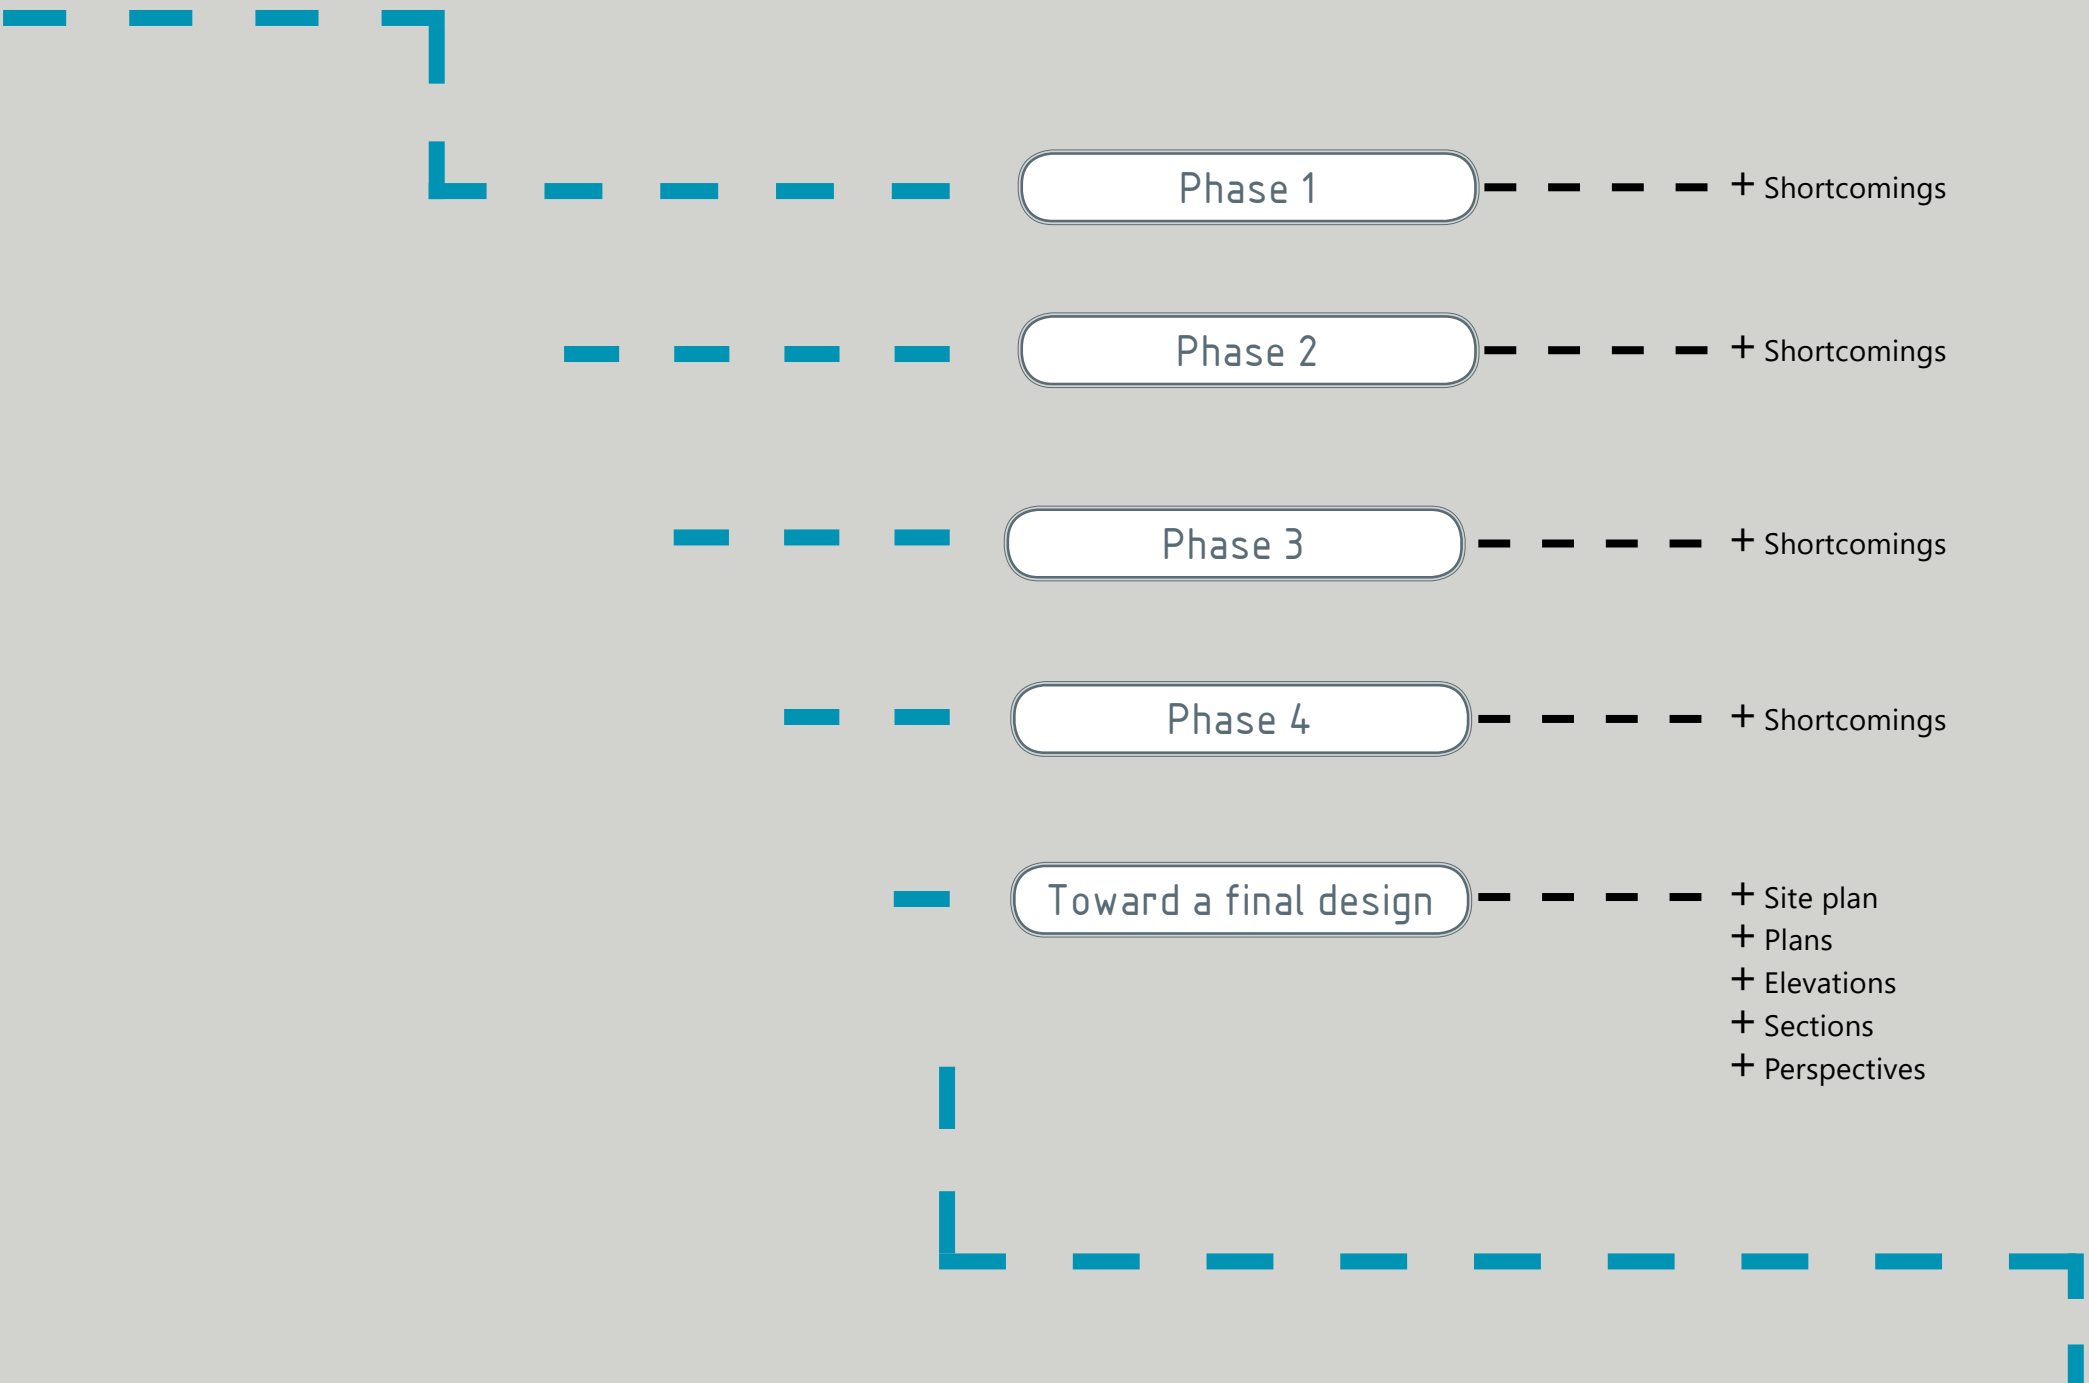 Phase 1
+ Shortcomings
Phase 2
+ Shortcomings
Phase 3
+ Shortcomings
Phase 4
+ Shortcomings
Toward a final design
+ Site plan
+ Plans
+ Elevations
+ Sections
+ Perspectives